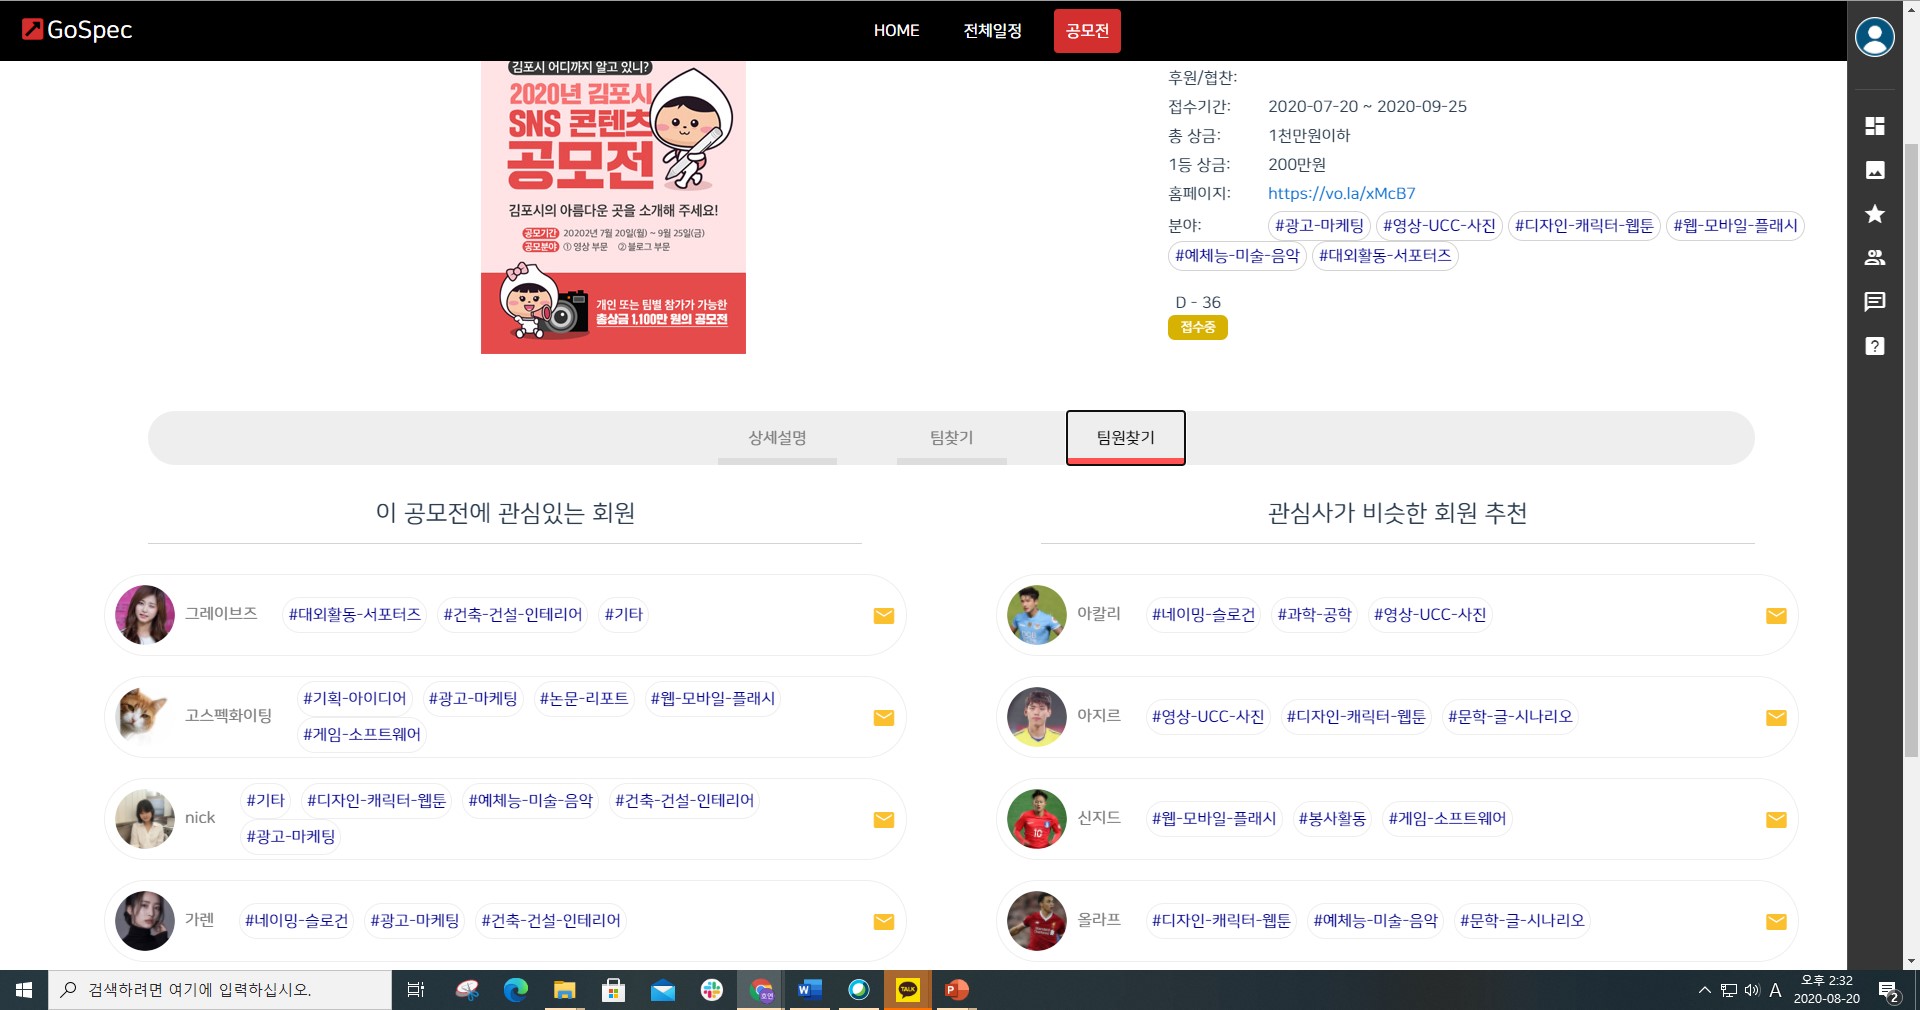 GoSpec
HOME 전체일정 공모전
김포시 어디까지 알고 있니?
2020년 김포시
SNS 콘텐츠
공모전
김포시의 아름다운 곳을 소개해 주세요!
공모기간 20202년 7월 20일(월) ~ 9월 25일(금)
공모분야 ① 영상 부문 ② 블로그 부문
개인 또는 팀별 참가가 가능한
총상금 1,100만 원의 공모전
후원/협찬:
접수기간: 2020-07-20 ~ 2020-09-25
총 상금: 1천만원이하
1등 상금: 200만원
홈페이지: https://vo.la/xMcB7
분야: #광고-마케팅 #영상-UCC-사진 #디자인-캐릭터-웹툰 #웹-모바일-플래시
#예체능-미술-음악 #대외활동-서포터즈
D - 36
접수중
상세설명 팀찾기 팀원찾기
이 공모전에 관심있는 회원
그레이브즈 #대외활동-서포터즈 #건축-건설-인테리어 #기타
고스펙화이팅 #기획-아이디어 #광고-마케팅 #논문-리포트 #웹-모바일-플래시
#게임-소프트웨어
nick #기타 #디자인-캐릭터-웹툰 #예체능-미술-음악 #건축-건설-인테리어
#광고-마케팅
가렌 #네이밍-슬로건 #광고-마케팅 #건축-건설-인테리어
관심사가 비슷한 회원 추천
아칼리 #네이밍-슬로건 #과학-공학 #영상-UCC-사진
아지르 #영상-UCC-사진 #디자인-캐릭터-웹툰 #문학-글-시나리오
신지드 #웹-모바일-플래시 #봉사활동 #게임-소프트웨어
10
올라프 #디자인-캐릭터-웹툰 #예체능-미술-음악 #문학-글-시나리오
검색하려면 여기에 입력하십시오.
호연
W
TALK
P
A
오후 2:32
2020-08-20
2